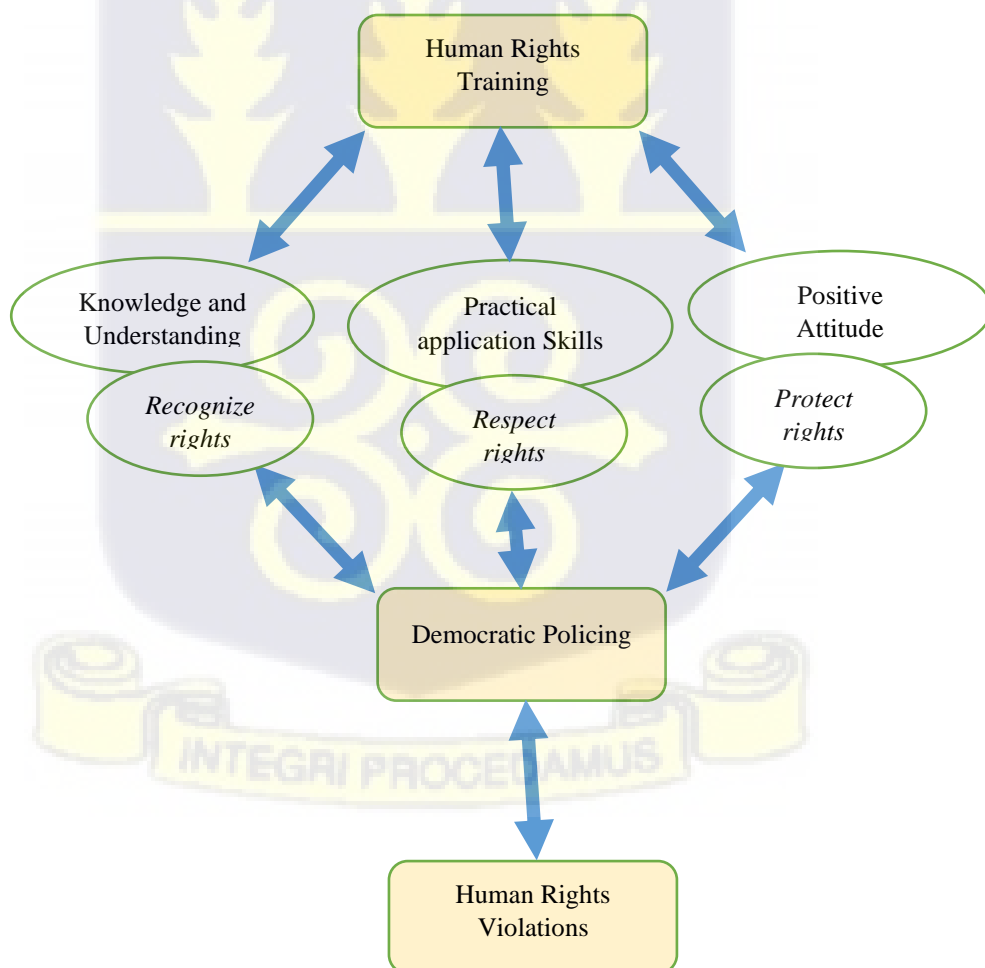 Human Rights
Training
Knowledge and
Understanding
Practical
application Skills
Positive
Attitude
Recognize
rights
Respect
rights
Protect
rights
Democratic Policing
INTEGRI PROCEDAMUS
Human Rights
Violations